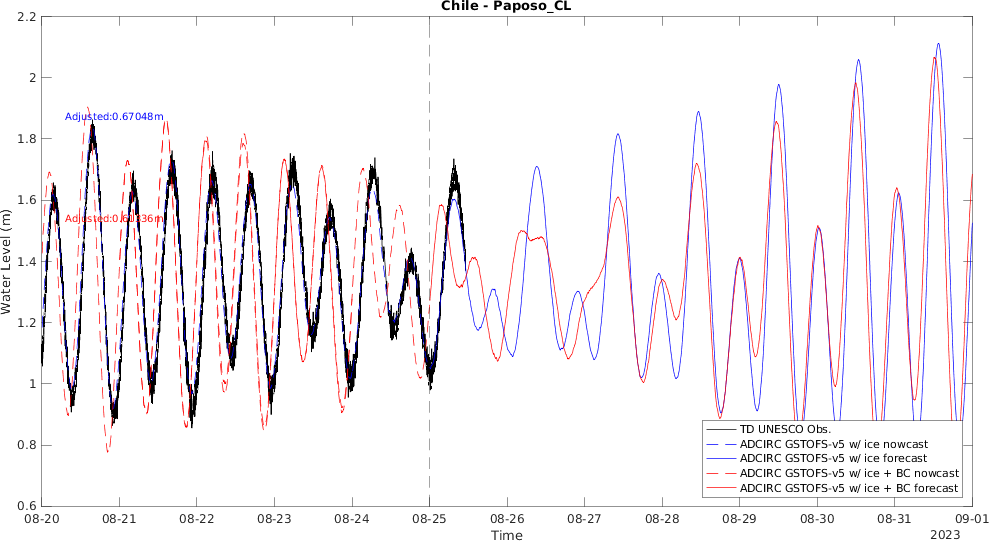 Chile - Paposo_CL
2.2
2
1.8
1.6
1.4
1.2
1
0.8
0.6
Water Level (m)
Adjusted:0.67048m
TD UNESCO Obs.
ADCIRC GSTOFS-v5 w/ ice nowcast
ADCIRC GSTOFS-v5 w/ ice forecast
ADCIRC GSTOFS-v5 w/ ice + BC nowcast
ADCIRC GSTOFS-v5 w/ ice + BC forecast
08-20 08-21 08-22 08-23 08-24 08-25 08-26 08-27 08-28 08-29 08-30 08-31 09-01
Time
2023